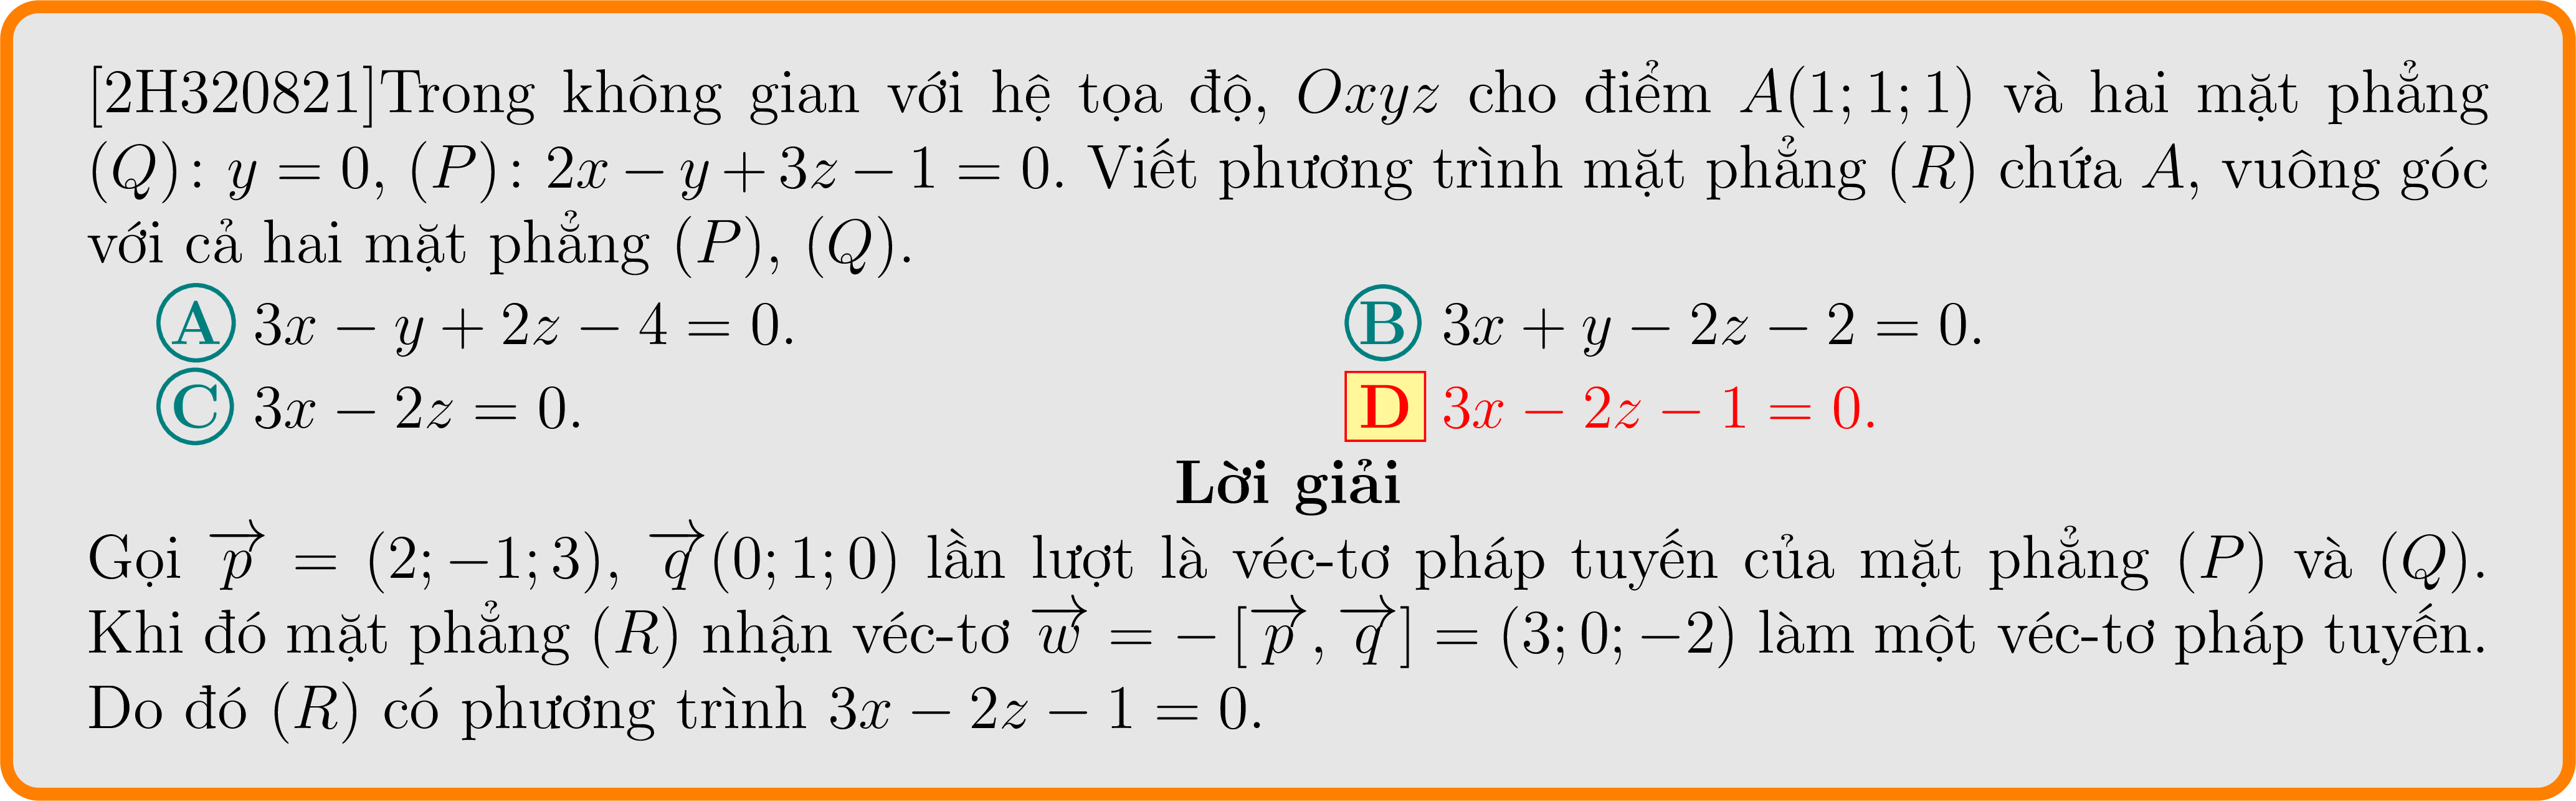 [2H320821]Trong không gian với hệ tọa độ, Oxyz cho điểm A(1; 1; 1) và hai mặt phẳng
(Q): y = 0, (P): 2x − y + 3z − 1 = 0. Viết phương trình mặt phẳng (R) chứa A, vuông góc
với cả hai mặt phẳng (P), (Q).
A 3x − y + 2z − 4 = 0. B 3x + y − 2z − 2 = 0.
C 3x − 2z = 0. D 3x − 2z − 1 = 0.
Lời giải
Gọi $\overrightarrow{p}$ = (2; −1; 3), $\overrightarrow{q}$(0; 1; 0) lần lượt là véc-tơ pháp tuyến của mặt phẳng (P) và (Q).
Khi đó mặt phẳng (R) nhận véc-tơ $\overrightarrow{w}$ = − [$\overrightarrow{p}$, $\overrightarrow{q}$] = (3; 0; −2) làm một véc-tơ pháp tuyến.
Do đó (R) có phương trình 3x − 2z − 1 = 0.